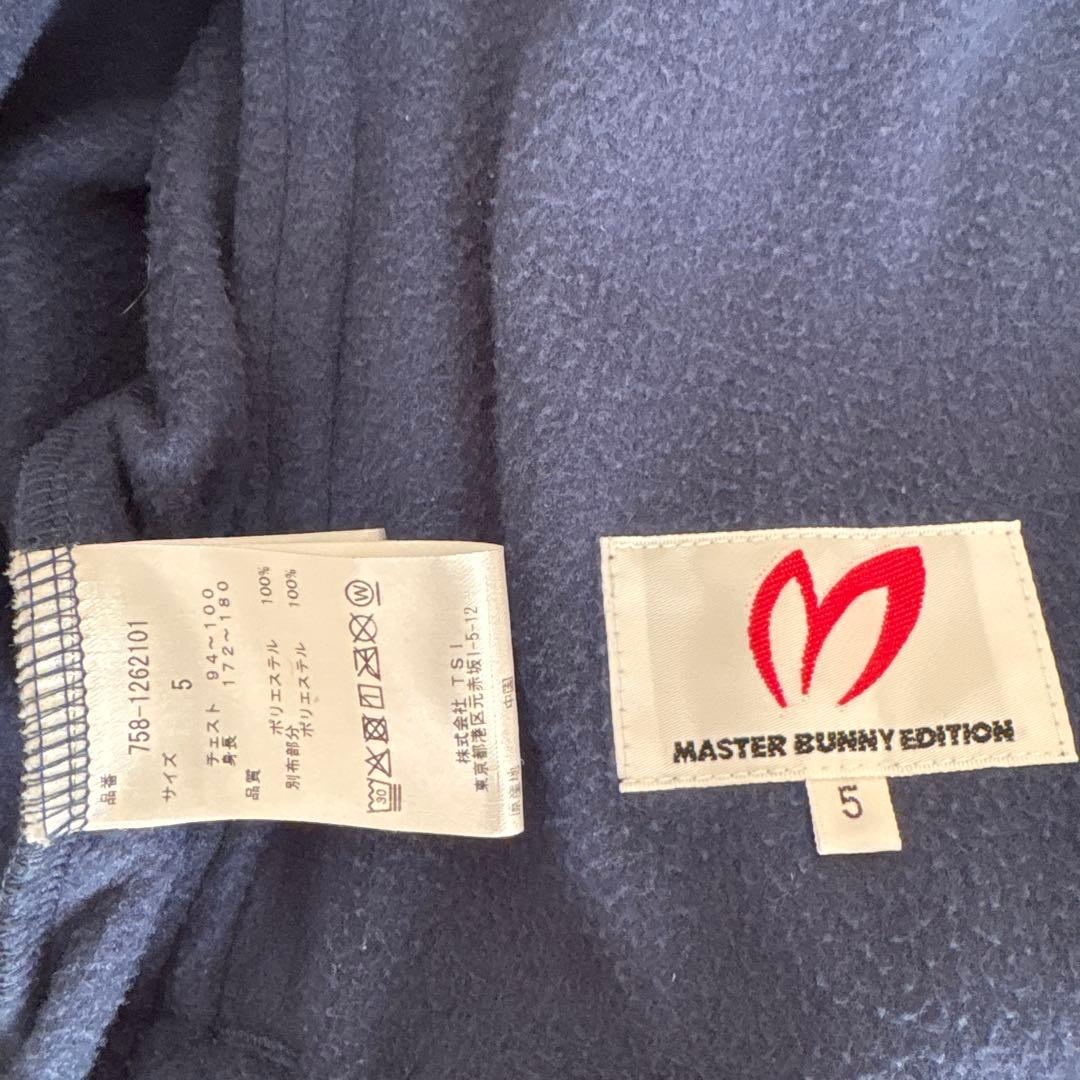 品番
758-1262101
サイズ 5
チェスト 94~100
身長 172~180
品質
ポリエステル 100%
別布部分
ポリエステル 100%
30
W
株式会社 TSI
東京都港区元赤坂1-5-12
中国
MASTER BUNNY EDITION
5